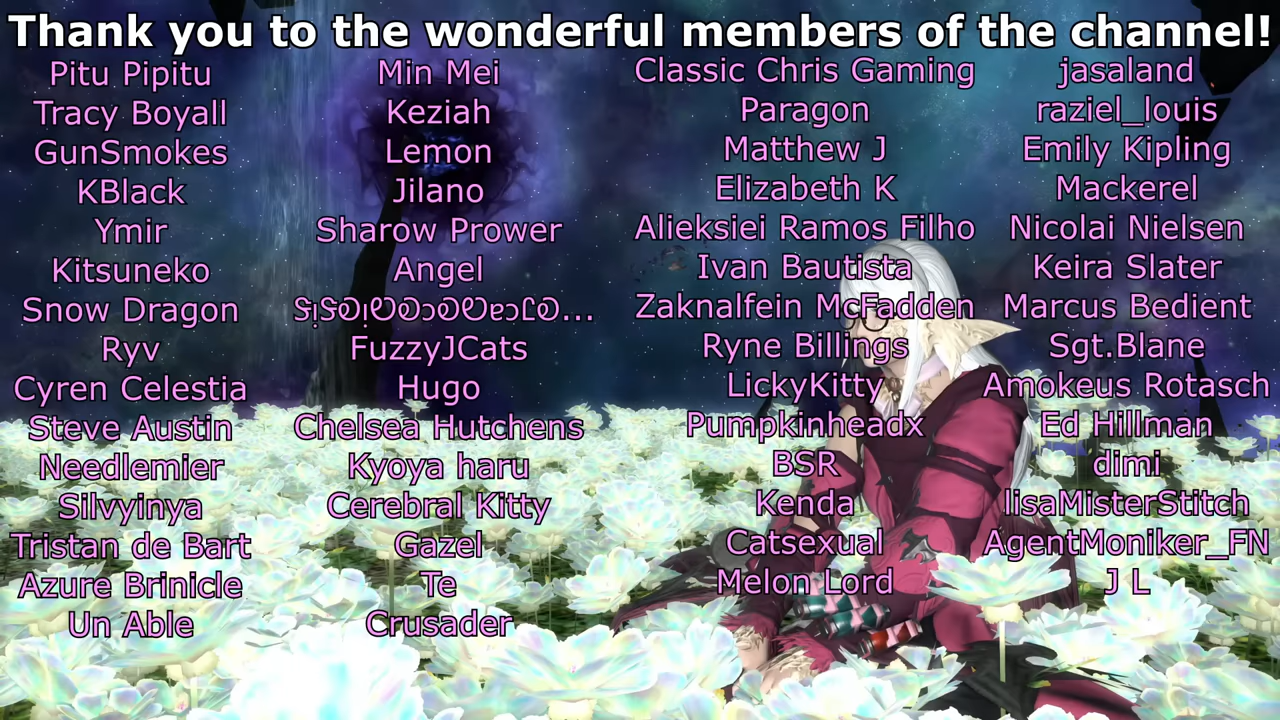 Thank you to the wonderful members of the channel!
Pitu Pipitu
Tracy Boyall
GunSmokes
KBlack
Ymir
Kitsuneko
Snow Dragon
Ryv
Cyren Celestia
Steve Austin
Needlemier
Silvyinya
Tristan de Bart
Azure Brinicle
Un Able
Min Mei
Keziah
Lemon
Jilano
Sharow Prower
Angel
FuzzyJCats
Hugo
Chelsea Hutchens
Kyoya haru
Cerebral Kitty
Gazel
Te
Crusader
Classic Chris Gaming
Paragon
Matthew J
Elizabeth K
Alieksiei Ramos Filho
Ivan Bautista
Zaknalfein McFadden
Ryne Billings
LickyKitty
Pumpkinheadx
BSR
Kenda
Catsexual
Melon Lord
jasaland
raziel_louis
Emily Kipling
Mackerel
Nicolai Nielsen
Keira Slater
Marcus Bedient
Sgt.Blane
Amokeus Rotasch
Ed Hillman
dimi
lisaMisterStitch
AgentMoniker_FN
J L